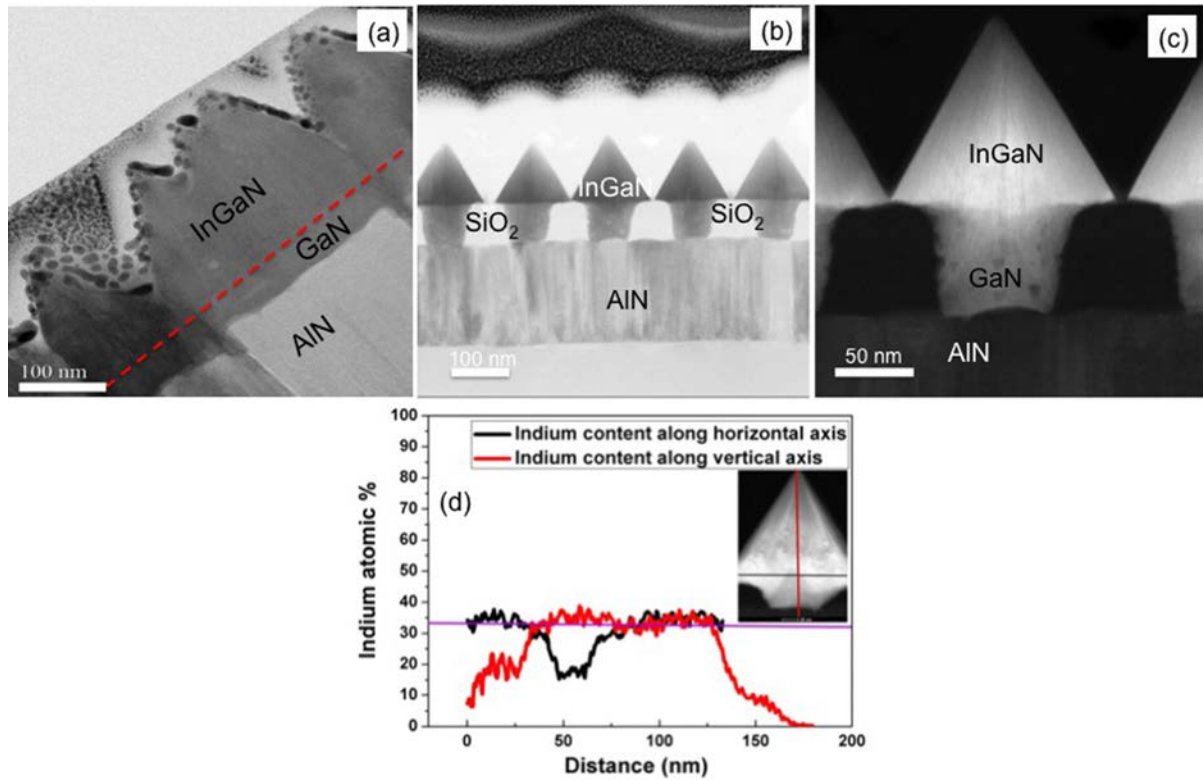 (a)
InGaN
GaN
AlN
100 nm
(b)
InGaN
SiO2 SiO2
AlN
100 nm
(c)
InGaN
GaN
AlN
50 nm
(d)
Indium content along horizontal axis
Indium content along vertical axis
Indium atomic %
100
90
80
70
60
50
40
30
20
10
0
0 50 100 150 200
Distance (nm)